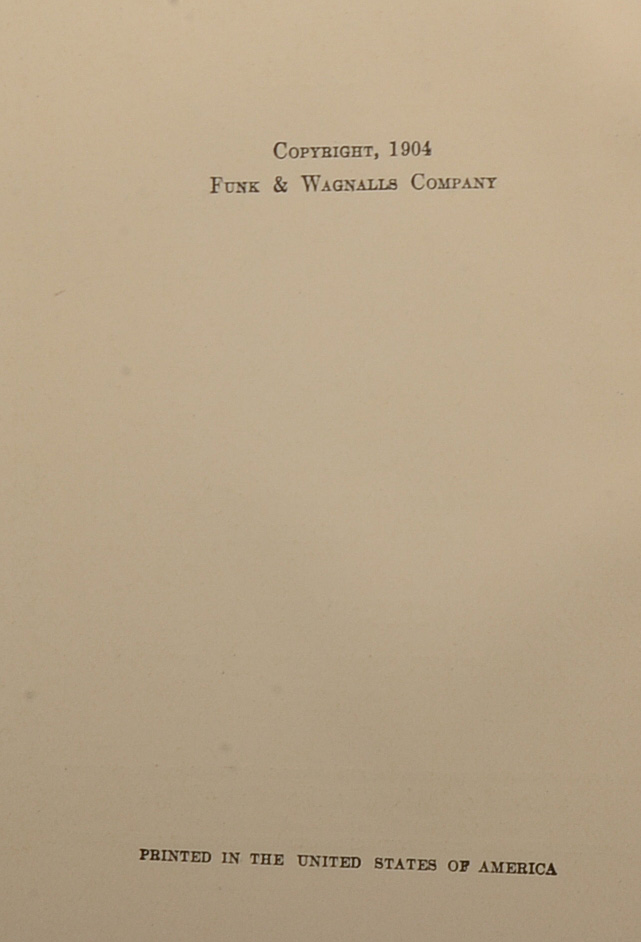 Copyright, 1904
Funk & Wagnalls Company
PRINTED IN THE UNITED STATES OF AMERICA